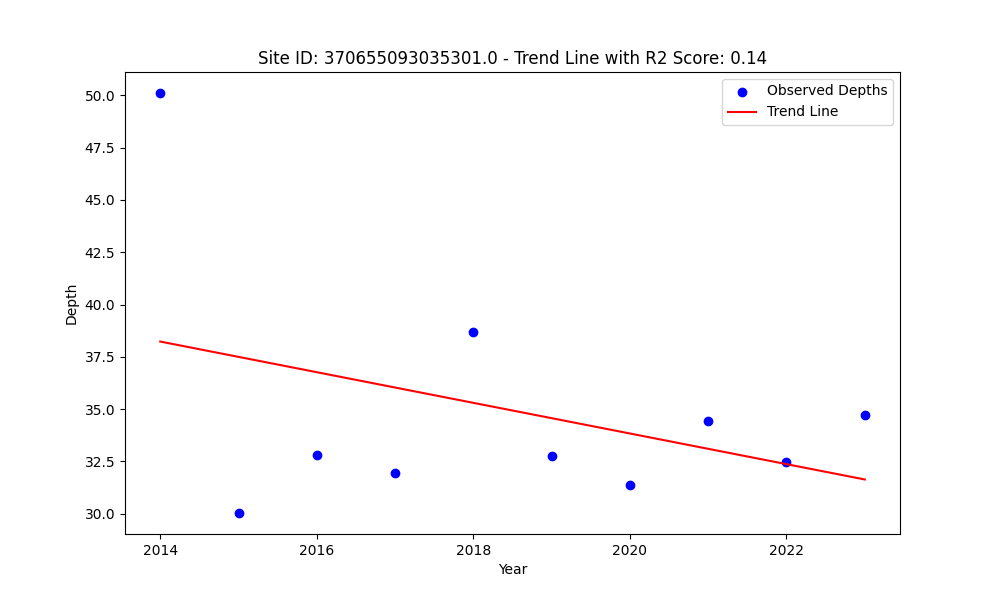 Site ID: 370655093035301.0 - Trend Line with R2 Score: 0.14
Observed Depths
Trend Line
50.0
47.5
45.0
42.5
40.0
37.5
35.0
32.5
30.0
Depth
2014
2016
2018
2020
2022
Year